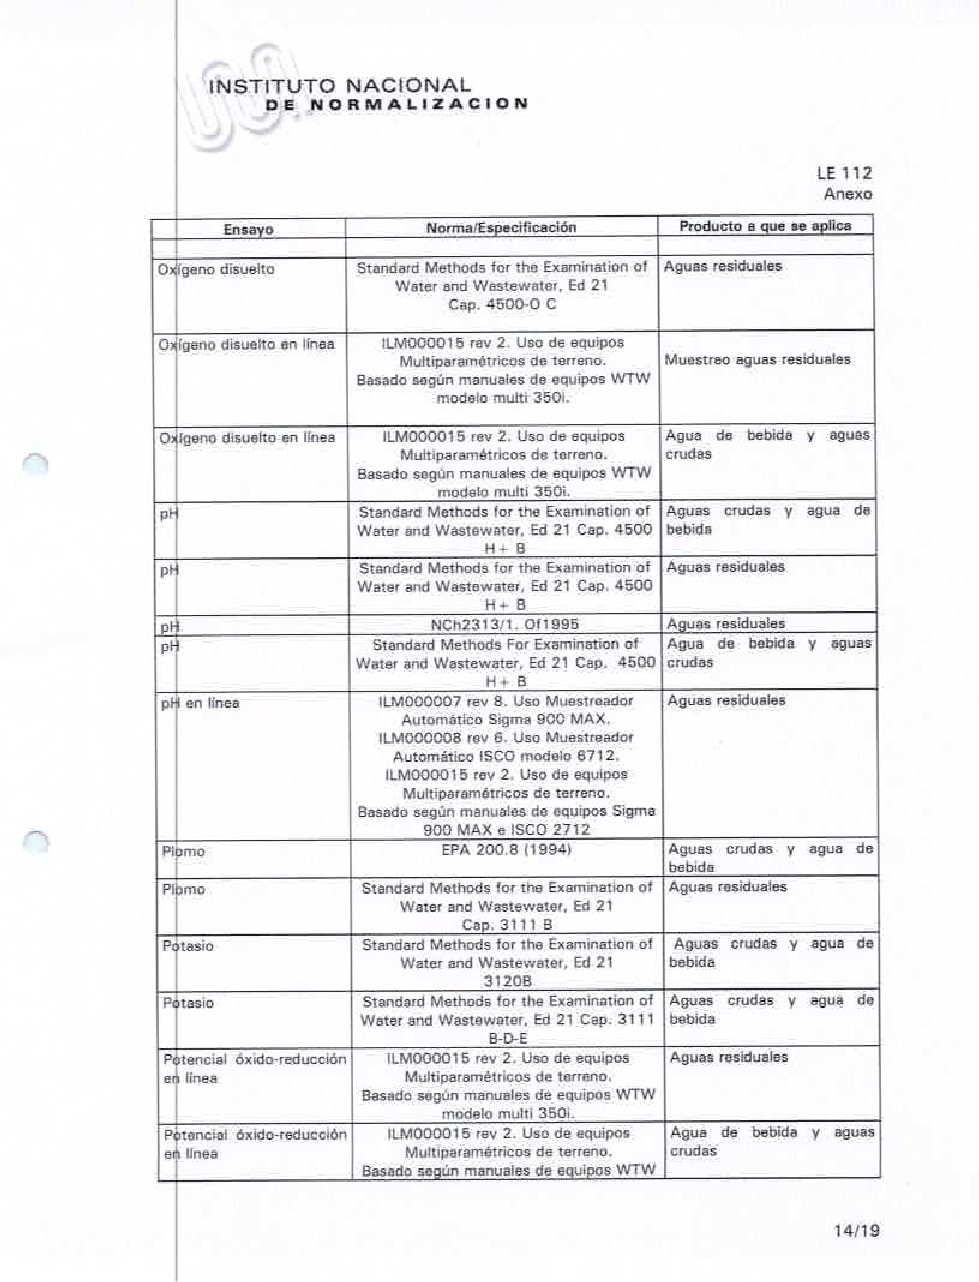 INSTITUTO NACIONAL
DE NORMALIZACION
LE 112
Anexo
Ensayo Norma/Especificación Producto a que se aplica
Oxígeno disuelto Standard Methods for the Examination of Aguas residuales
Water and Wastewater, Ed 21
Cap. 4500-O C
Oxígeno disuelto en línea ILM000015 rev 2. Uso de equipos
Multiparamétricos de terreno. Muestreo aguas residuales
Basado según manuales de equipos WTW
modelo multi 350i.
Oxígeno disuelto en línea ILM000015 rev 2. Uso de equipos Agua de bebida y aguas
Multiparamétricos de terreno. crudas
Basado según manuales de equipos WTW
modelo multi 350i.
pH Standard Methods for the Examination of Aguas crudas y agua de
Water and Wastewater, Ed 21 Cap. 4500 bebida
H+ B
pH Standard Methods for the Examination of Aguas residuales
Water and Wastewater, Ed 21 Cap. 4500
H+ B
pH NCh2313/1. Of1995 Aguas residuales
pH Standard Methods For Examination of Agua de bebida y aguas
Water and Wastewater, Ed 21 Cap. 4500 crudas
H+ B
pH en línea ILM000007 rev 8. Uso Muestreador Aguas residuales
Automático Sigma 900 MAX.
ILM000008 rev 6. Uso Muestreador
Automático ISCO modelo 6712.
ILM000015 rev 2. Uso de equipos
Multiparamétricos de terreno.
Basado según manuales de equipos Sigma
900 MAX e ISCO 2712
Plomo EPA 200.8 (1994) Aguas crudas y agua de
bebida
Plomo Standard Methods for the Examination of Aguas residuales
Water and Wastewater, Ed 21
Cap. 3111 B
Potasio Standard Methods for the Examination of Aguas crudas y agua de
Water and Wastewater, Ed 21 bebida
3120B
Potasio Standard Methods for the Examination of Aguas crudas y agua de
Water and Wastewater, Ed 21 Cap. 3111 bebida
B-D-E
Potencial óxido-reducción ILM000015 rev 2. Uso de equipos Aguas residuales
en línea Multiparamétricos de terreno.
Basado según manuales de equipos WTW
modelo multi 350i.
Potencial óxido-reducción ILM000015 rev 2. Uso de equipos Agua de bebida y aguas
en línea Multiparamétricos de terreno. crudas
Basado según manuales de equipos WTW
14/19